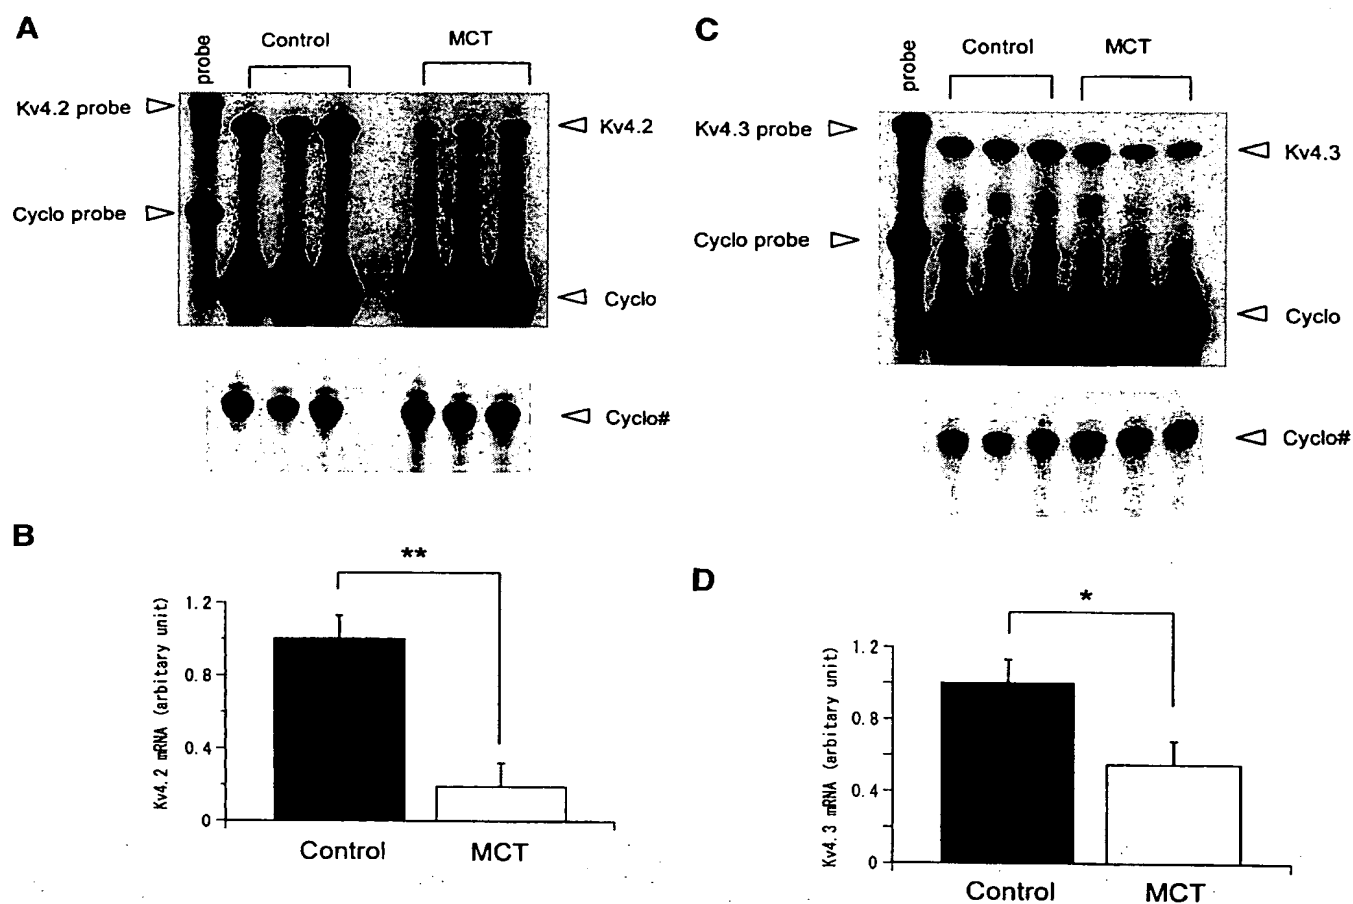 A
probe
Control
MCT
Kv4.2 probe
Kv4.2
Cyclo probe
Cyclo
Cyclo#
B
**
Kv4.2 mRNA (arbitary unit)
1.2
0.8
0.4
0
Control
MCT
C
probe
Control
MCT
Kv4.3 probe
Kv4.3
Cyclo probe
Cyclo
Cyclo#
D
*
Kv4.3 mRNA (arbitary unit)
1.2
0.8
0.4
0
Control
MCT